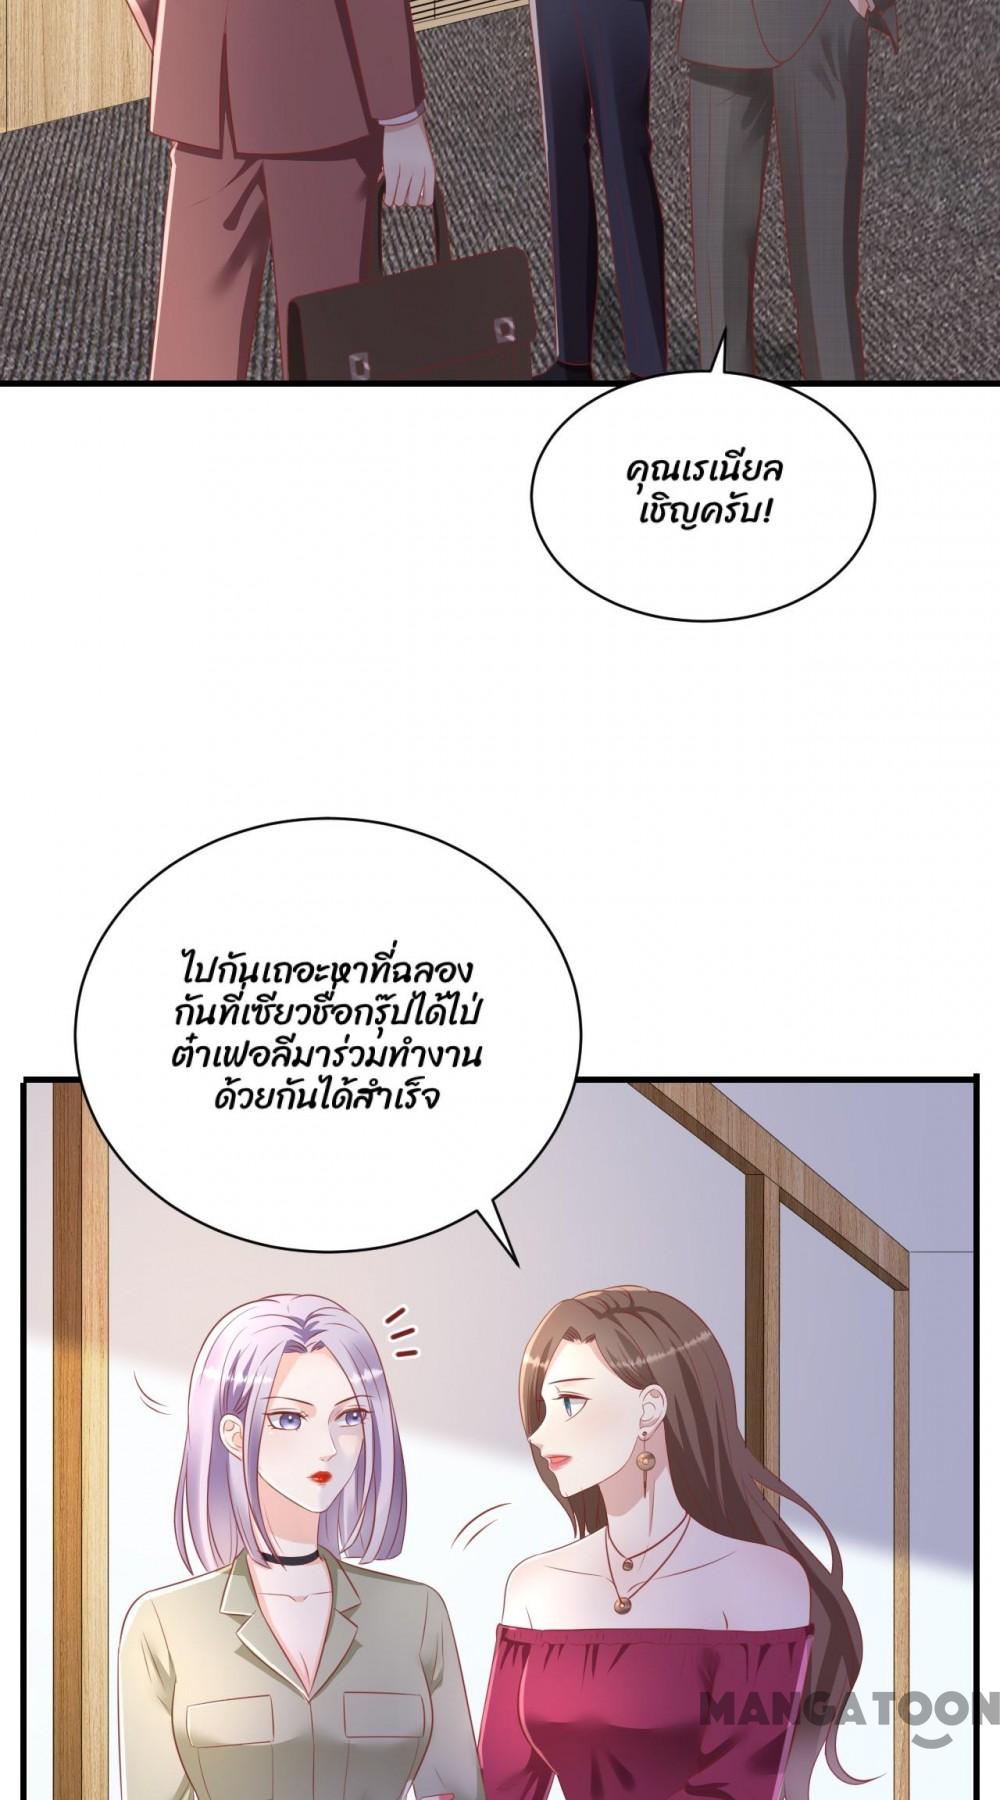 คุณเรเนียล
เชิญครับ!
ไปกันเถอะหาที่ฉลอง
กันที่เซียวชื่อกรุ๊ปได้ไป่
ต๋าเฟอลีมาร่วมทำงาน
ด้วยกันได้สำเร็จ
MANGATOON